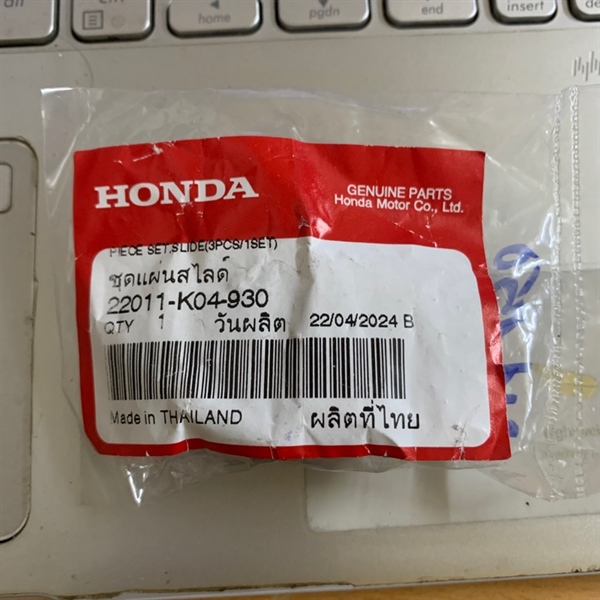 home
pgdn
end
insert
HONDA
GENUINE PARTS
Honda Motor Co., Ltd.
PIECE SET,SLIDE(3PCS/1SET)
ชุดแผ่นสไลด์
22011-K04-930
QTY 1 วันผลิต 22/04/2024 B
Made in THAILAND ผลิตที่ไทย